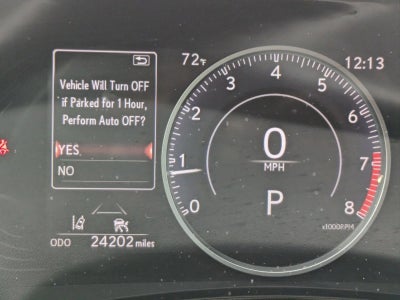 Vehicle Will Turn OFF
if Parked for 1 Hour,
Perform Auto OFF?
YES
NO
ODO 24202 miles
72°F
12:13
0
1
2
3
4
5
6
7
8
x1000RPM
0
MPH
P